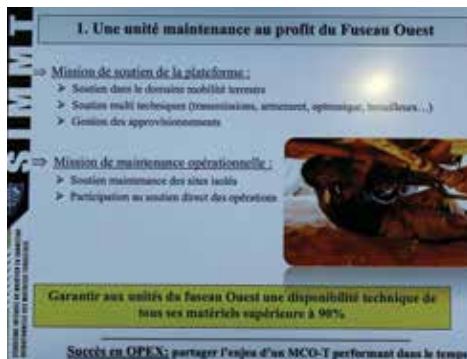 1. Une unité maintenance au profit du Fuseau Ouest
⇒ Mission de soutien de la plateforme :
➤ Soutien dans le domaine mobilité terrestre
➤ Soutien multi techniques (transmissions, armement, optronique, brouilleurs…)
➤ Gestion des approvisionnements
⇒ Mission de maintenance opérationnelle :
➤ Soutien maintenance des sites isolés
➤ Participation au soutien direct des opérations
Garantir aux unités du fuseau Ouest une disponibilité technique de
tous ses matériels supérieure à 90%
Succès en OPEX: partager l'enjeu d'un MCO-T performant dans le temps
SIMMT